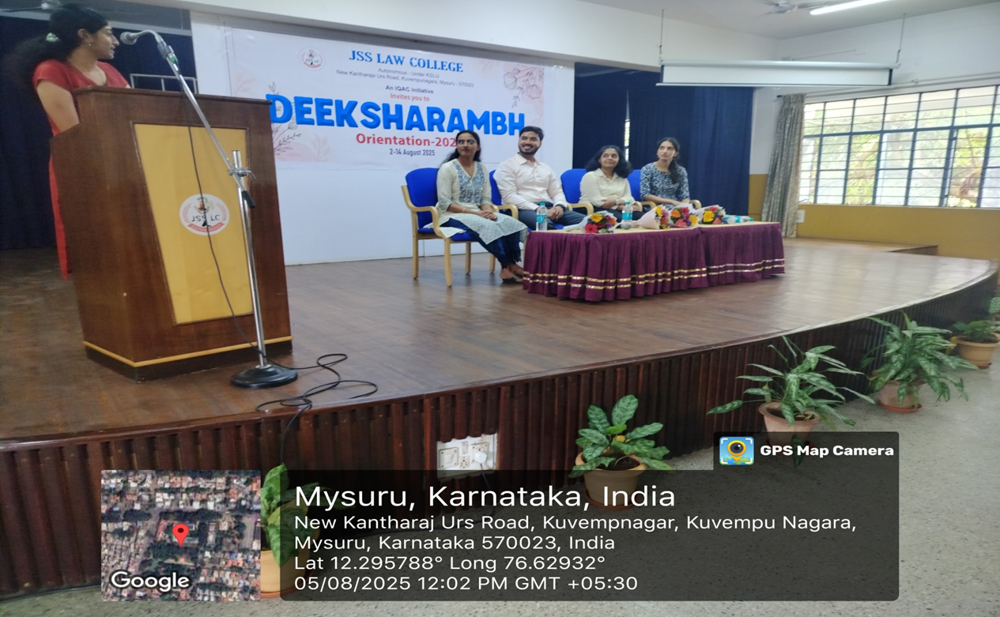 JSS LAW COLLEGE
Autonomous - Under KSLU
New Kantharaje Urs Road, Kuvempunagara, Mysuru - 570023
An IQAC Initiative
Invites you to
DEEKSHARAMBH
Orientation-202
2-14 August 2025
JSS LC
GPS Map Camera
Mysuru, Karnataka, India
New Kantharaj Urs Road, Kuvempnagar, Kuvempu Nagara,
Mysuru, Karnataka 570023, India
Lat 12.295788° Long 76.62932°
05/08/2025 12:02 PM GMT +05:30
Google